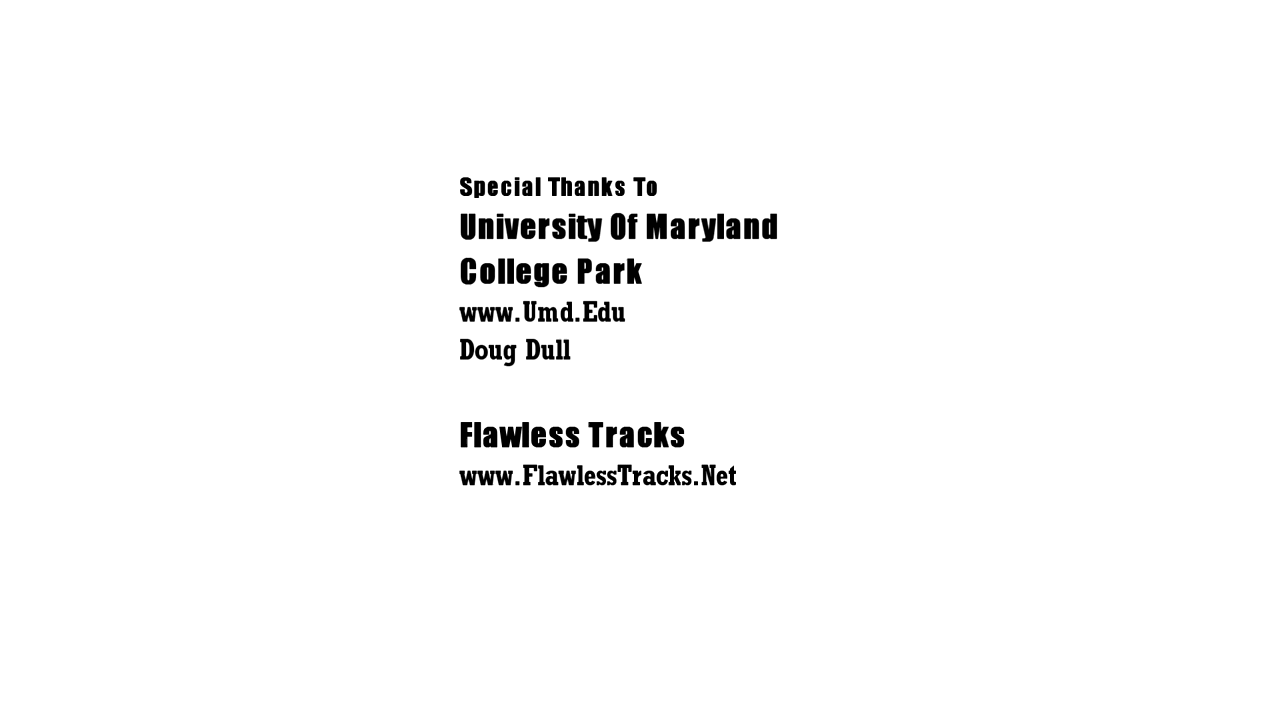 Special Thanks To
University Of Maryland
College Park
www.Umd.Edu
Doug Dull
Flawless Tracks
www.FlawlessTracks.Net